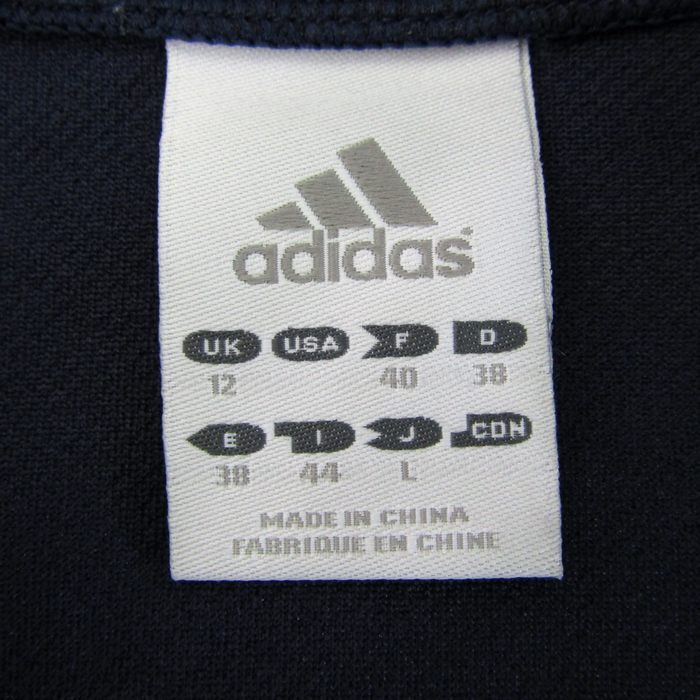 adidas
UK USA F D
12 40 38
E I J CDN
38 44 L
MADE IN CHINA
FABRIQUE EN CHINE